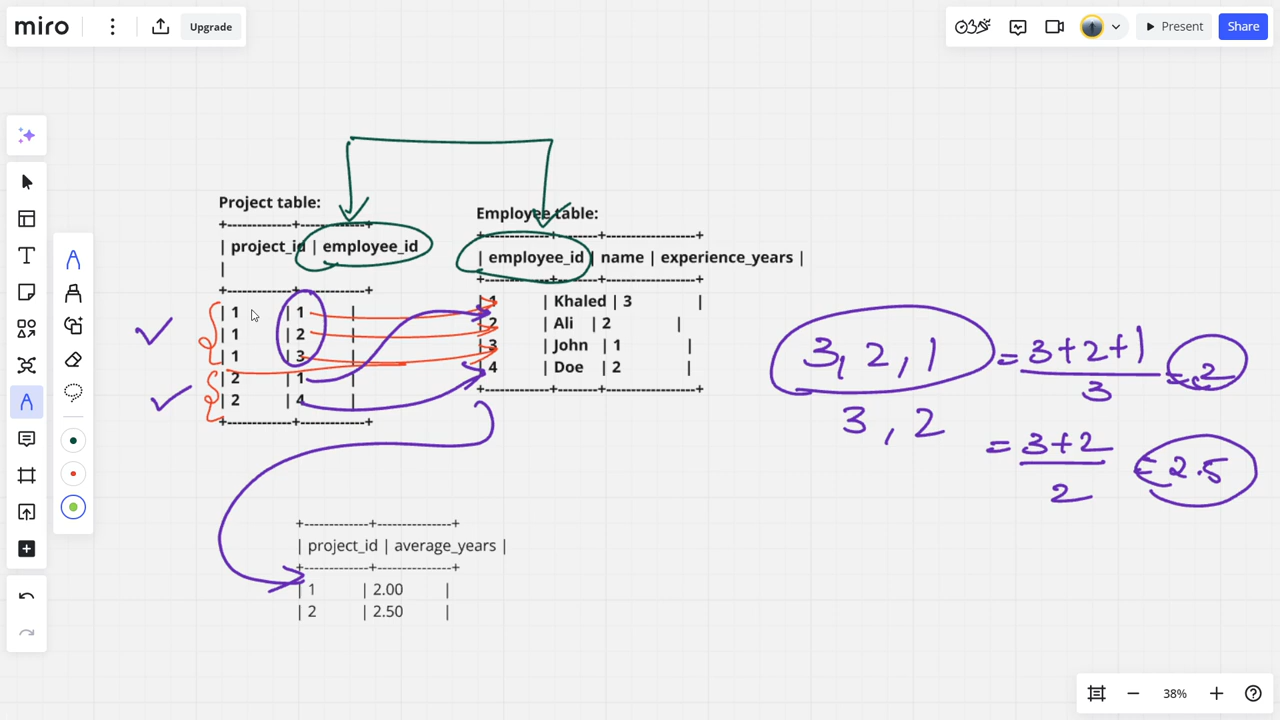 miro
Upgrade
Present
Share
Project table:
+-------------+-------------+
| project_id | employee_id
|
+-------------+-------------+
| 1 | 1 |
| 1 | 2 |
| 1 | 3 |
| 2 | 1 |
| 2 | 4 |
+-------------+-------------+
Employee table:
+-------------+--------+------------------+
| employee_id | name | experience_years |
+-------------+--------+------------------+
| 1 | Khaled | 3 |
| 2 | Ali | 2 |
| 3 | John | 1 |
| 4 | Doe | 2 |
+-------------+--------+------------------+
3, 2, 1 = 3+2+1 = 2
3
3, 2
= 3+2 = 2.5
2
+-------------+---------------+
| project_id | average_years |
+-------------+---------------+
| 1 | 2.00 |
| 2 | 2.50 |
38%